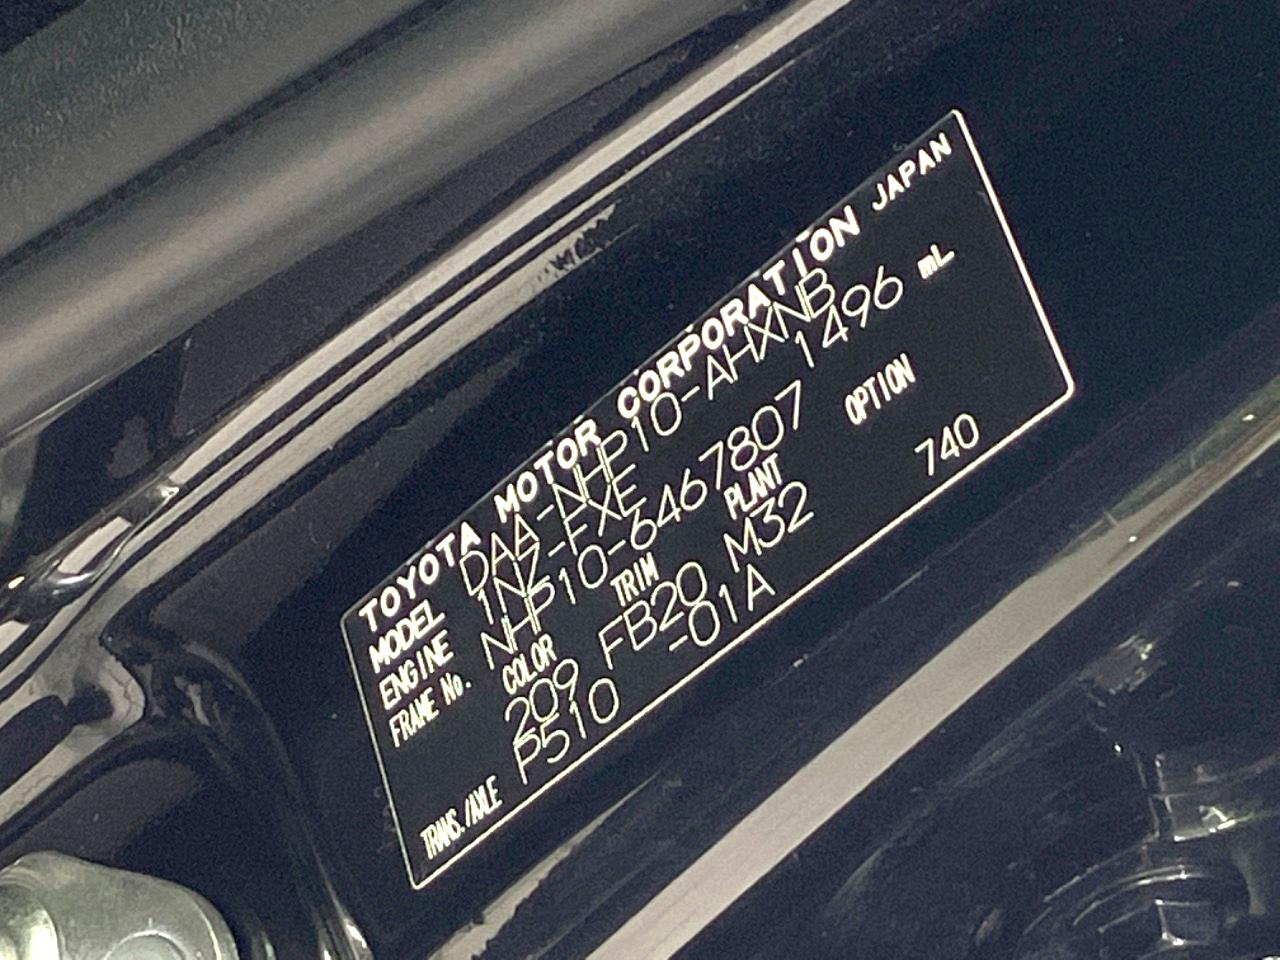 TOYOTA MOTOR CORPORATION JAPAN
MODEL DAA-NHP10-AHXNB
ENGINE 1NZ-FXE 1496 mL
FRAME No. NHP10-6467807
COLOR TRIM PLANT OPTION
209 FB20 M32 740
TRANS./AXLE P510 -01A